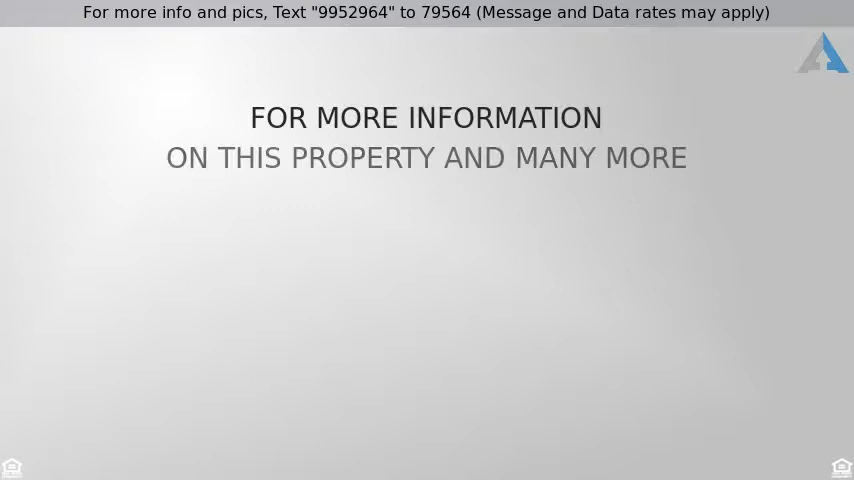 For more info and pics, Text "9952964" to 79564 (Message and Data rates may apply)
FOR MORE INFORMATION
ON THIS PROPERTY AND MANY MORE